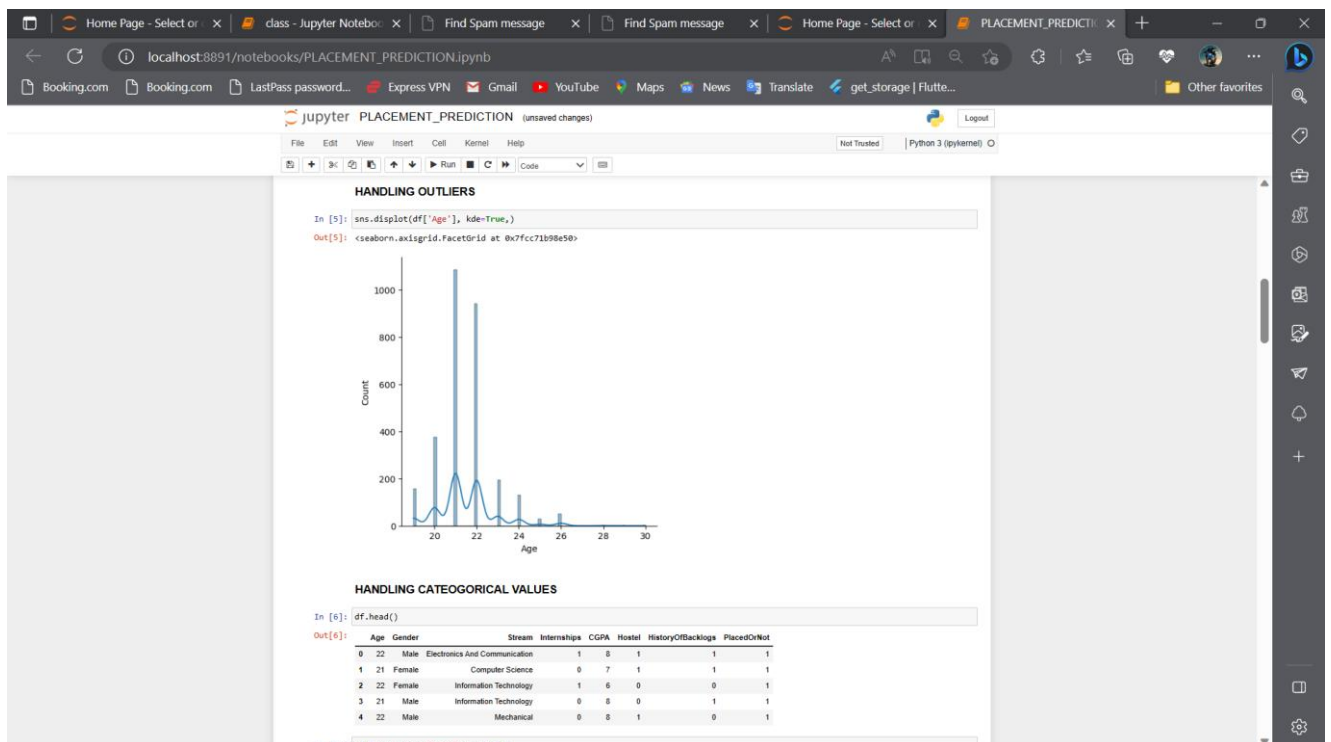 Home Page - Select or
class - Jupyter Noteboo
Find Spam message
Find Spam message
Home Page - Select or
PLACEMENT_PREDICTIO
localhost:8891/notebooks/PLACEMENT_PREDICTION.ipynb
Booking.com
Booking.com
LastPass password...
Express VPN
Gmail
YouTube
Maps
News
Translate
get_storage | Flutte...
Other favorites
jupyter PLACEMENT_PREDICTION (unsaved changes)
Logout
File Edit View Insert Cell Kernel Help
Not Trusted
Python 3 (ipykernel)
Run
Code
HANDLING OUTLIERS
In [5]: sns.displot(df['Age'], kde=True,)
Out[5]: <seaborn.axisgrid.FacetGrid at 0x7fcc71b98e50>
1000
800
600
400
200
0
Count
20 22 24 26 28 30
Age
HANDLING CATEOGORICAL VALUES
In [6]: df.head()
Out[6]:
Age Gender Stream Internships CGPA Hostel HistoryOfBacklogs PlacedOrNot
0 22 Male Electronics And Communication 1 8 1 1 1
1 21 Female Computer Science 0 7 1 1 1
2 22 Female Information Technology 1 6 0 0 1
3 21 Male Information Technology 0 8 0 1 1
4 22 Male Mechanical 0 8 1 0 1